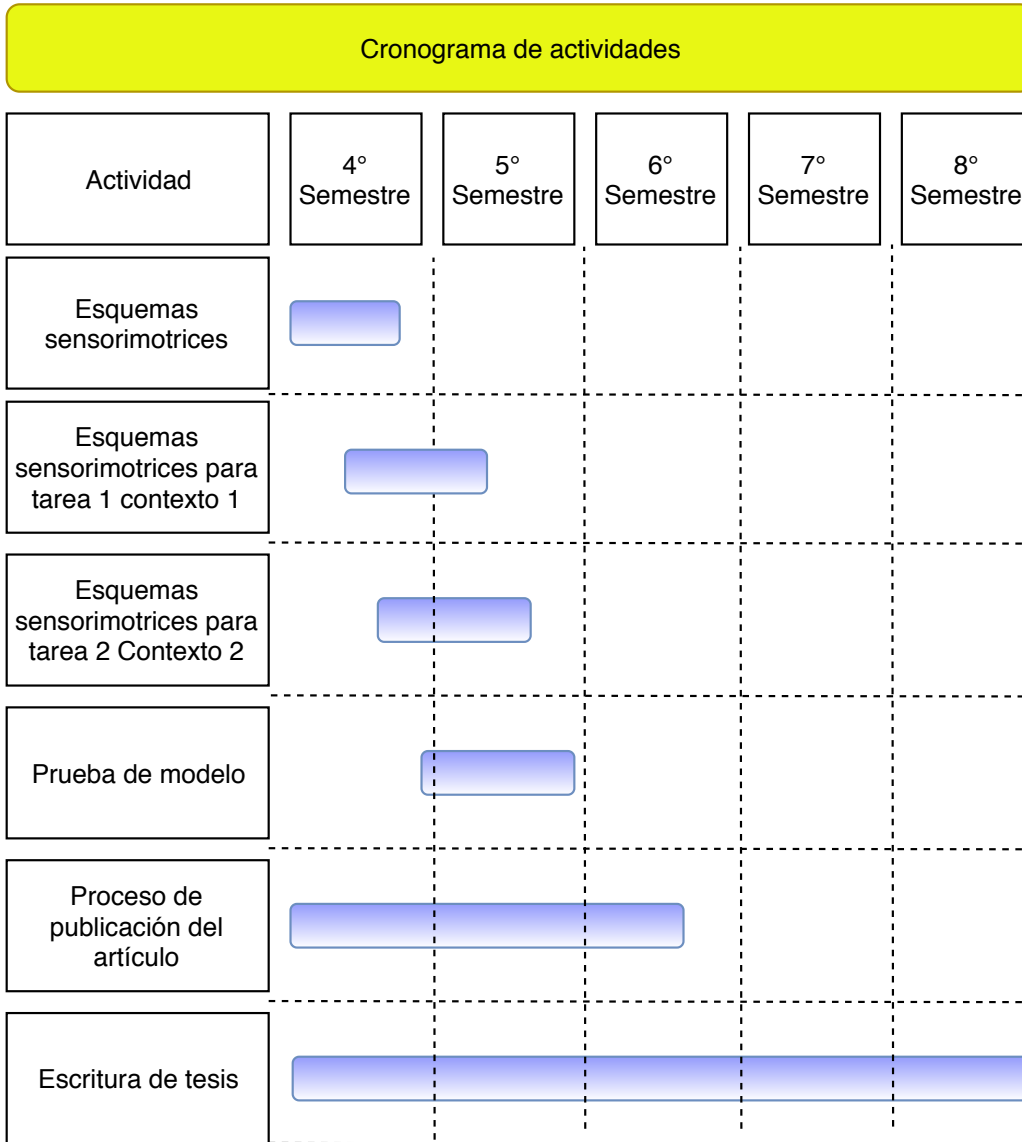 Cronograma de actividades
Actividad
4°
Semestre
5°
Semestre
6°
Semestre
7°
Semestre
8°
Semestre
Esquemas
sensorimotrices
Esquemas
sensorimotrices para
tarea 1 contexto 1
Esquemas
sensorimotrices para
tarea 2 Contexto 2
Prueba de modelo
Proceso de
publicación del
artículo
Escritura de tesis